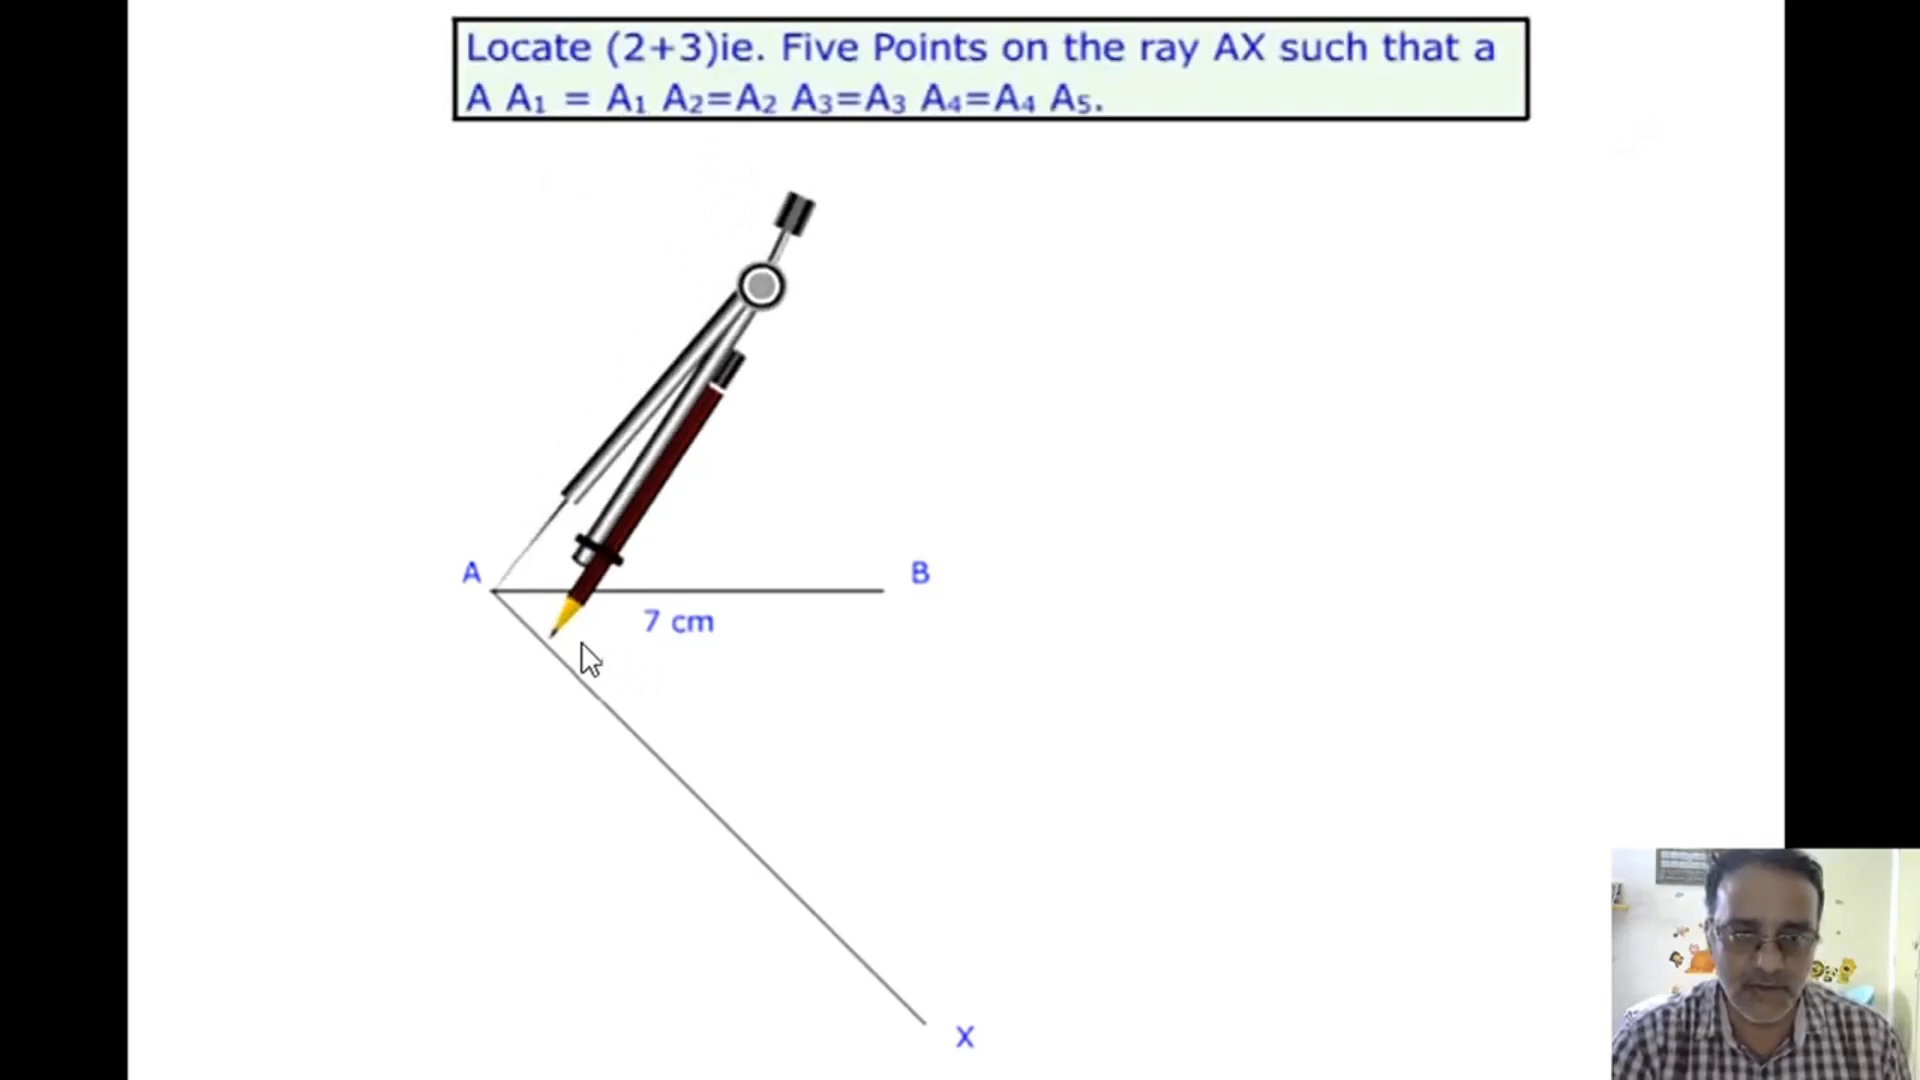 Locate (2+3)ie. Five Points on the ray AX such that a
A A₁ = A₁ A₂=A₂ A₃=A₃ A₄=A₄ A₅.
A
B
7 cm
X